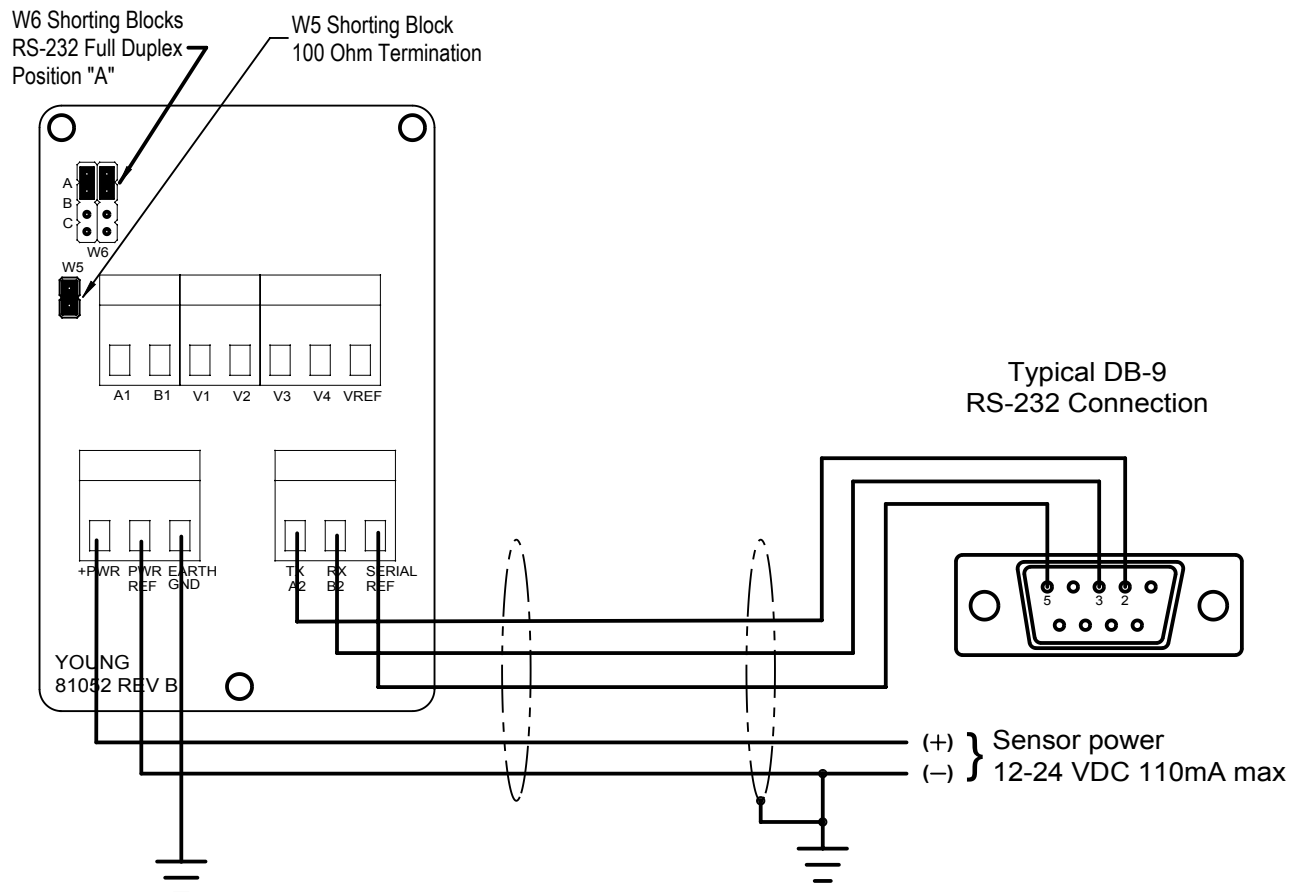 W6 Shorting Blocks
RS-232 Full Duplex
Position "A"
W5 Shorting Block
100 Ohm Termination
A
B
C
W6
W5
A1 B1 V1 V2 V3 V4 VREF
Typical DB-9
RS-232 Connection
+PWR PWR EARTH
REF GND
TX RX SERIAL
A2 B2 REF
5 3 2
YOUNG
81052 REV B
(+) } Sensor power
(−) 12-24 VDC 110mA max